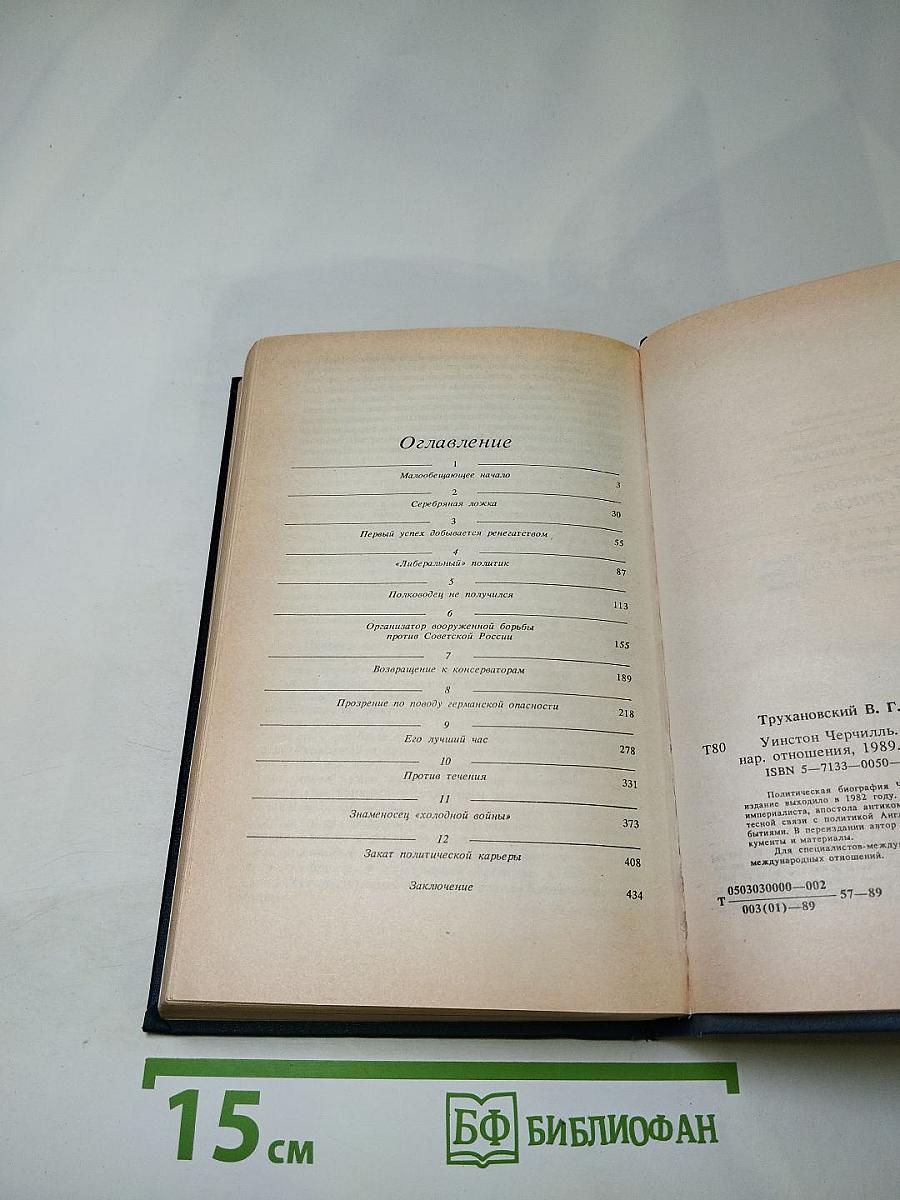 Оглавление
1
Малообещающее начало
3
2
Серебряная ложка
30
3
Первый успех добывается ренегатством
55
4
«Либеральный» политик
87
5
Полководец не получился
113
6
Организатор вооруженной борьбы
против Советской России
155
7
Возвращение к консерваторам
189
8
Прозрение по поводу германской опасности
218
9
Его лучший час
278
10
Против течения
331
11
Знаменосец «холодной войны»
373
12
Закат политической карьеры
408
Заключение
434
Трухановский В. Г.
Т80
Уинстон Черчилль.
нар. отношения, 1989.
ISBN 5—7133—0050—
Политическая биография Ч
издание выходило в 1982 году.
империалиста, апостола антиком
тесной связи с политикой Англ
бытиями. В переиздании автор
кументы и материалы.
Для специалистов-междун
международных отношений.
Т 0503030000—002
003(01)—89
57—89
15 см
БФ БИБЛИОФАН